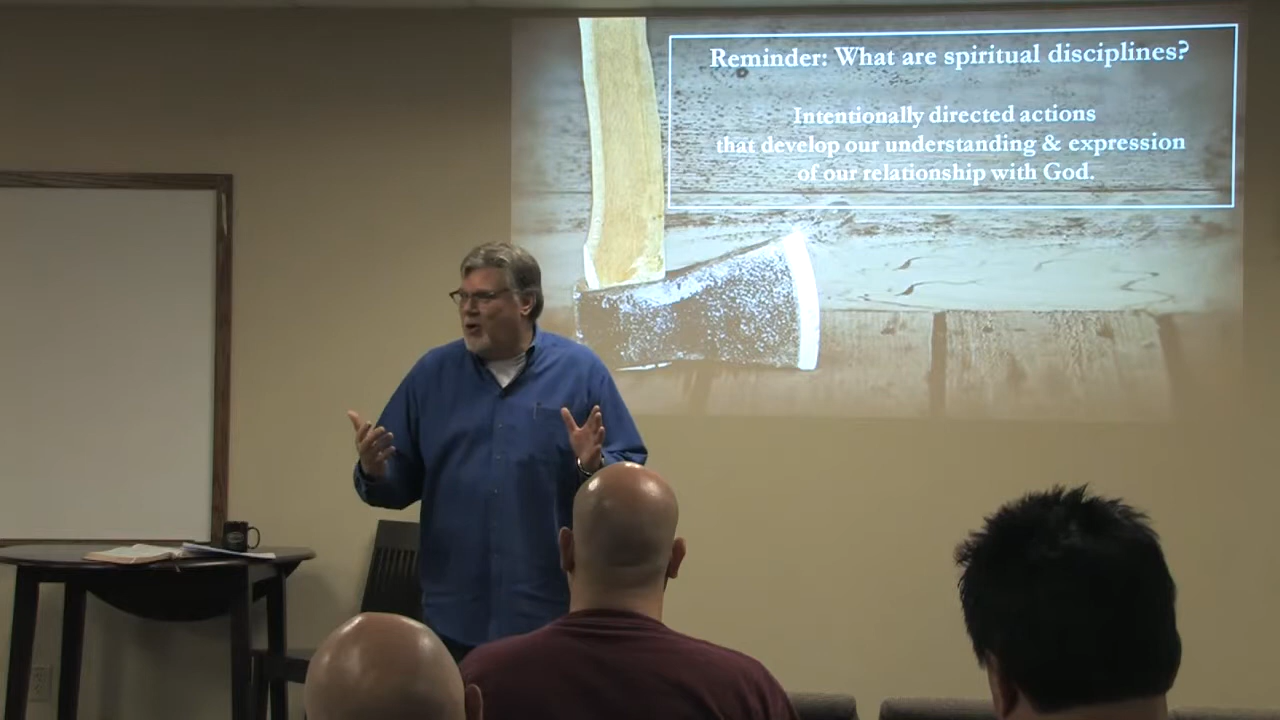 Reminder: What are spiritual disciplines?
Intentionally directed actions
that develop our understanding & expression
of our relationship with God.